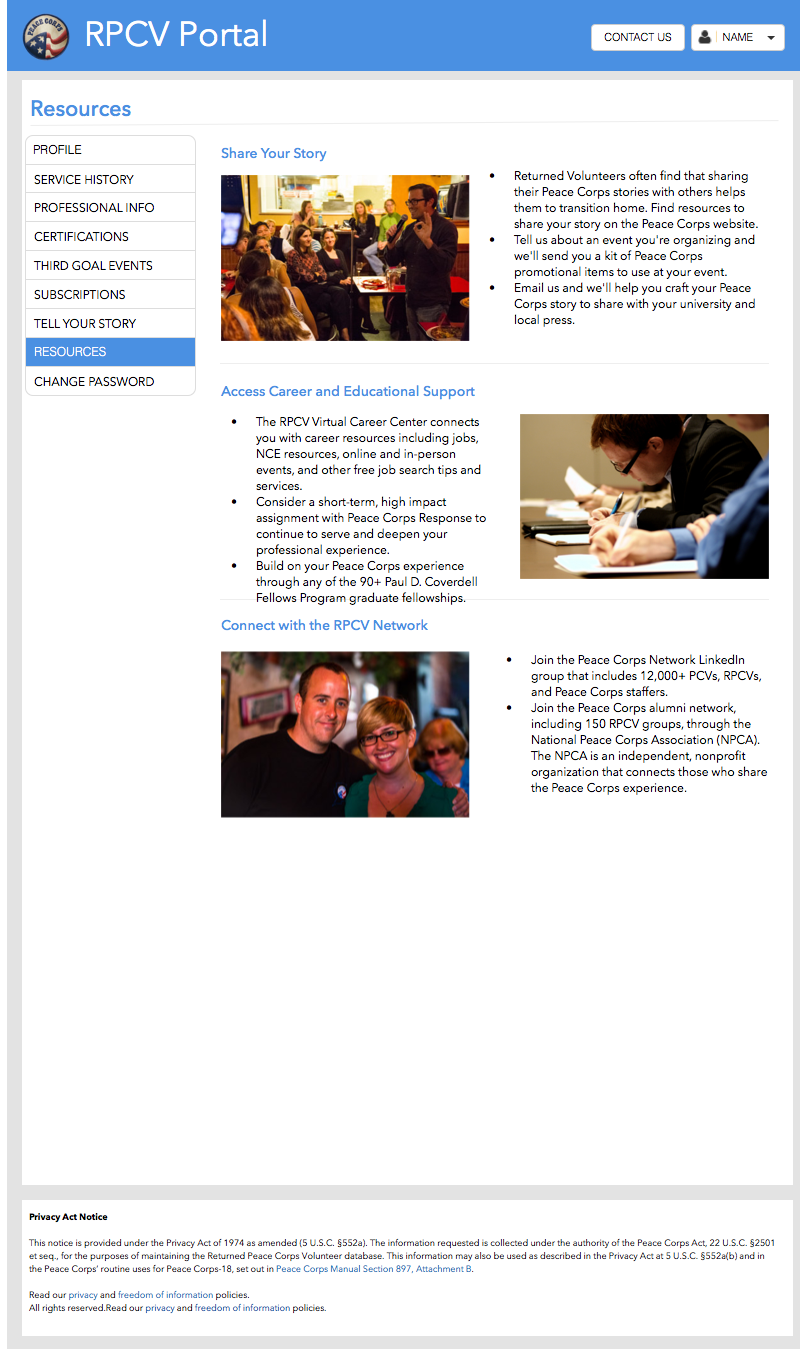 PEACE CORPS
RPCV Portal
CONTACT US
NAME
Resources
PROFILE
SERVICE HISTORY
PROFESSIONAL INFO
CERTIFICATIONS
THIRD GOAL EVENTS
SUBSCRIPTIONS
TELL YOUR STORY
RESOURCES
CHANGE PASSWORD
Share Your Story
• Returned Volunteers often find that sharing
their Peace Corps stories with others helps
them to transition home. Find resources to
share your story on the Peace Corps website.
• Tell us about an event you're organizing and
we'll send you a kit of Peace Corps
promotional items to use at your event.
• Email us and we'll help you craft your Peace
Corps story to share with your university and
local press.
Access Career and Educational Support
• The RPCV Virtual Career Center connects
you with career resources including jobs,
NCE resources, online and in-person
events, and other free job search tips and
services.
• Consider a short-term, high impact
assignment with Peace Corps Response to
continue to serve and deepen your
professional experience.
• Build on your Peace Corps experience
through any of the 90+ Paul D. Coverdell
Fellows Program graduate fellowships.
Connect with the RPCV Network
• Join the Peace Corps Network LinkedIn
group that includes 12,000+ PCVs, RPCVs,
and Peace Corps staffers.
• Join the Peace Corps alumni network,
including 150 RPCV groups, through the
National Peace Corps Association (NPCA).
The NPCA is an independent, nonprofit
organization that connects those who share
the Peace Corps experience.
Privacy Act Notice
This notice is provided under the Privacy Act of 1974 as amended (5 U.S.C. §552a). The information requested is collected under the authority of the Peace Corps Act, 22 U.S.C. §2501
et seq., for the purposes of maintaining the Returned Peace Corps Volunteer database. This information may also be used as described in the Privacy Act at 5 U.S.C. §552a(b) and in
the Peace Corps' routine uses for Peace Corps-18, set out in Peace Corps Manual Section 897, Attachment B.
Read our privacy and freedom of information policies.
All rights reserved.Read our privacy and freedom of information policies.